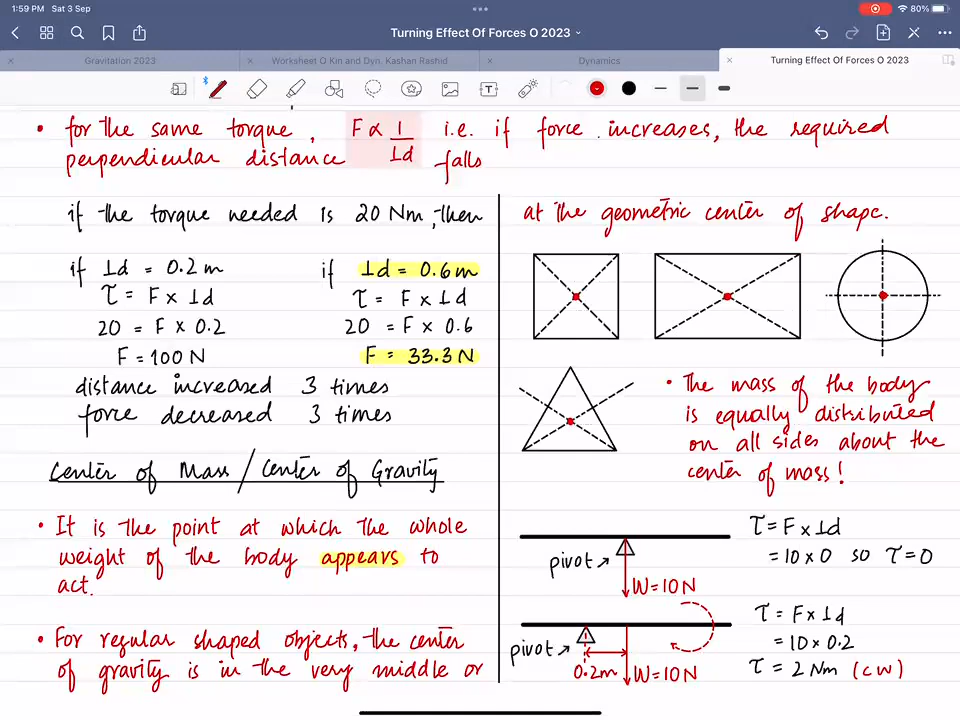 1:59 PM Sat 3 Sep
80%
Turning Effect Of Forces O 2023
Gravitation 2023
Worksheet O Kin and Dyn. Kashan Rashid
Dynamics
Turning Effect Of Forces O 2023
• for the same torque, F ∝ 1/⊥d i.e. if force increases, the required
perpendicular distance falls
if the torque needed is 20 Nm, then
if ⊥d = 0.2 m
τ = F x ⊥d
20 = F x 0.2
F = 100 N
if ⊥d = 0.6m
τ = F x ⊥d
20 = F x 0.6
F = 33.3 N
distance increased 3 times
force decreased 3 times
Center of Mass / Center of Gravity
• It is the point at which the whole
weight of the body appears to
act.
• For regular shaped objects, the center
of gravity is in the very middle or
at the geometric center of shape.
• The mass of the body
is equally distributed
on all sides about the
center of mass!
pivot
W = 10 N
τ = F x ⊥d
= 10 x 0 so τ = 0
pivot
0.2m
W = 10 N
τ = F x ⊥d
= 10 x 0.2
τ = 2 Nm (CW)